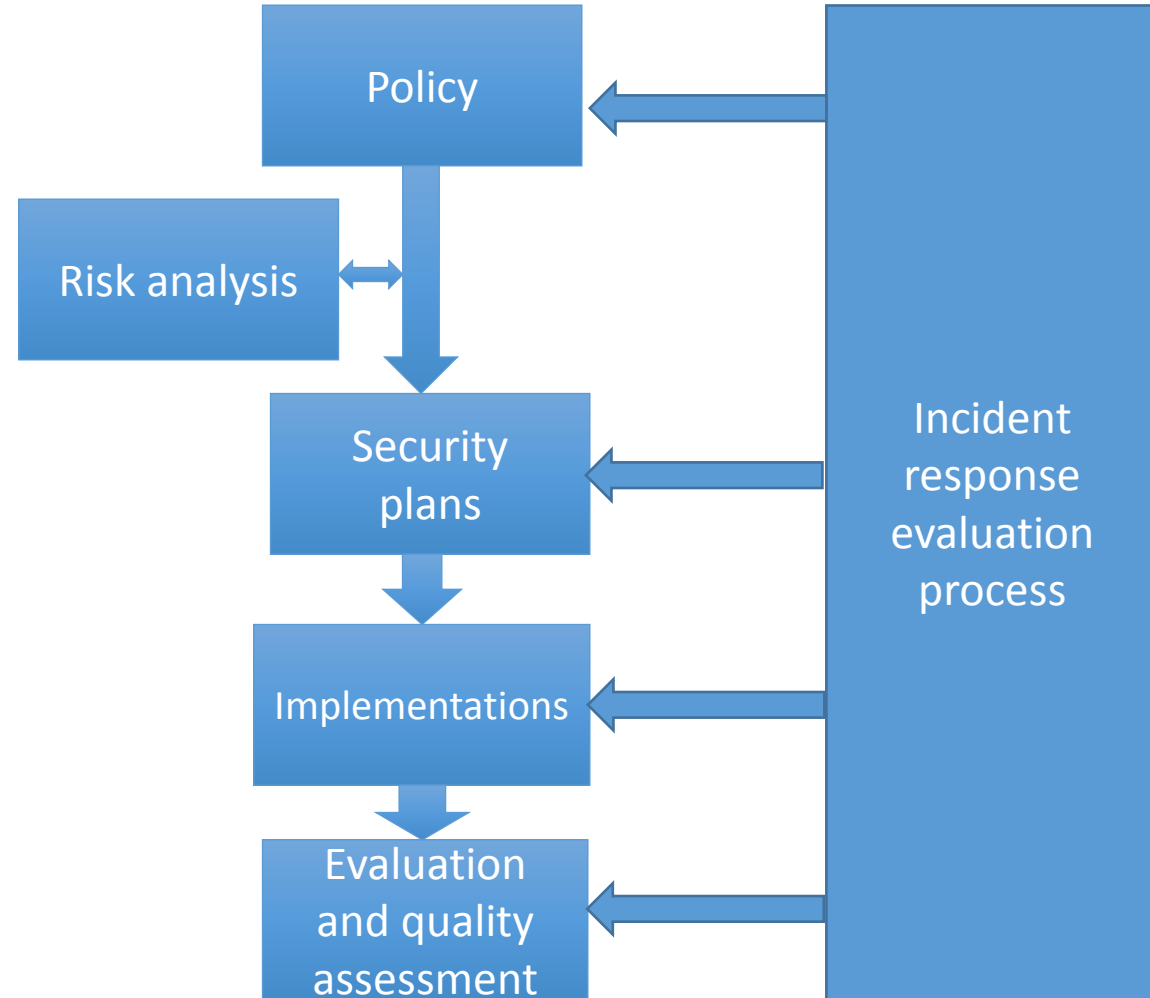 Policy
Risk analysis
Security
plans
Implementations
Evaluation
and quality
assessment
Incident
response
evaluation
process